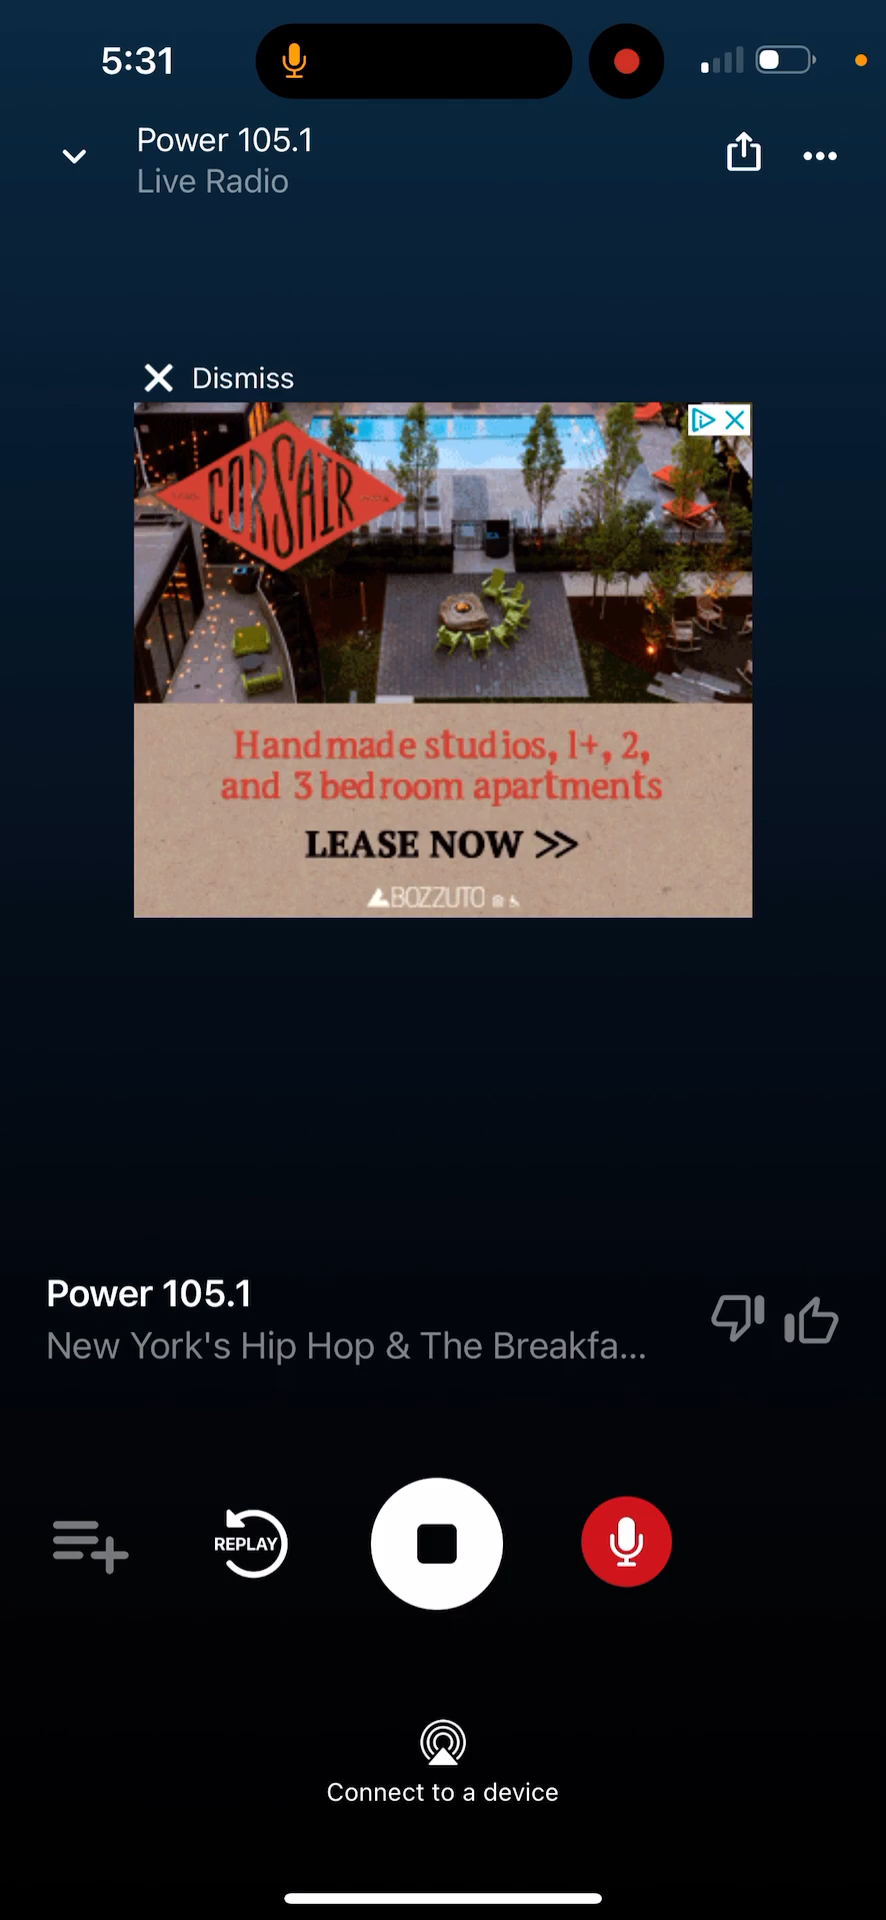 5:31
Power 105.1
Live Radio
Dismiss
CORSAIR
Handmade studios, 1+, 2,
and 3 bedroom apartments
LEASE NOW >>
BOZZUTO
Power 105.1
New York's Hip Hop & The Breakfa...
REPLAY
Connect to a device